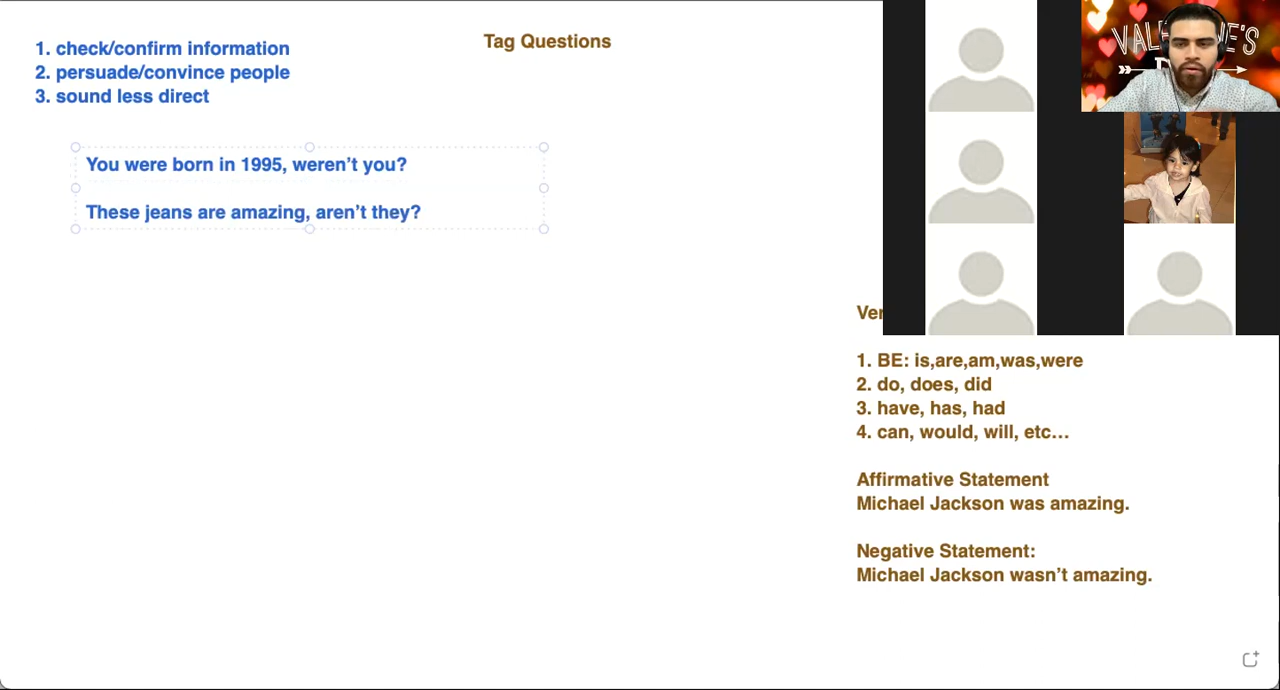 Tag Questions
1. check/confirm information
2. persuade/convince people
3. sound less direct
You were born in 1995, weren’t you?
These jeans are amazing, aren’t they?
1. BE: is,are,am,was,were
2. do, does, did
3. have, has, had
4. can, would, will, etc…
Affirmative Statement
Michael Jackson was amazing.
Negative Statement:
Michael Jackson wasn’t amazing.